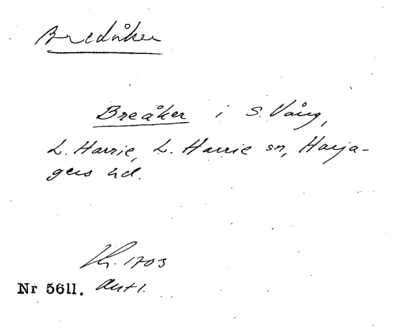 Bredåker
Breåker i S. Vång,
L. Harrie, L. Harrie sn, Harja-
gers hd.
1703
Nr 5611.